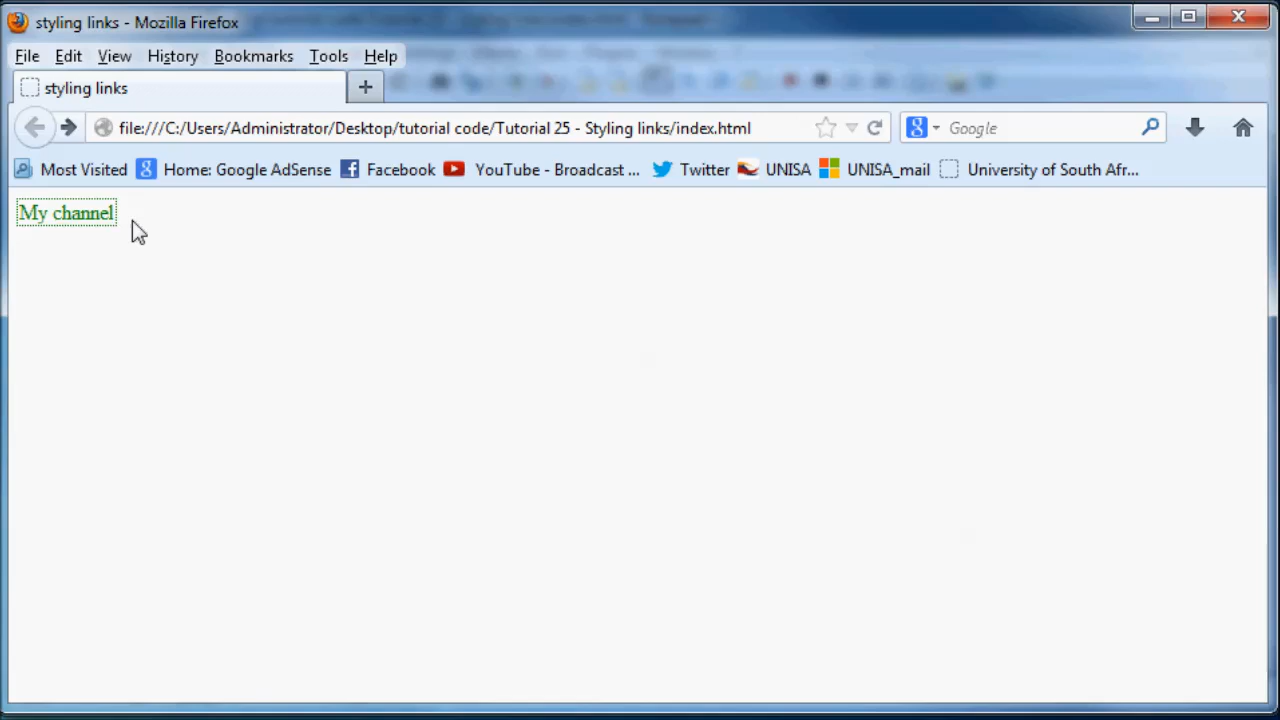 styling links - Mozilla Firefox
File Edit View History Bookmarks Tools Help
styling links
file:///C:/Users/Administrator/Desktop/tutorial code/Tutorial 25 - Styling links/index.html Google
Most Visited Home: Google AdSense Facebook YouTube - Broadcast ... Twitter UNISA UNISA_mail University of South Afr...
My channel